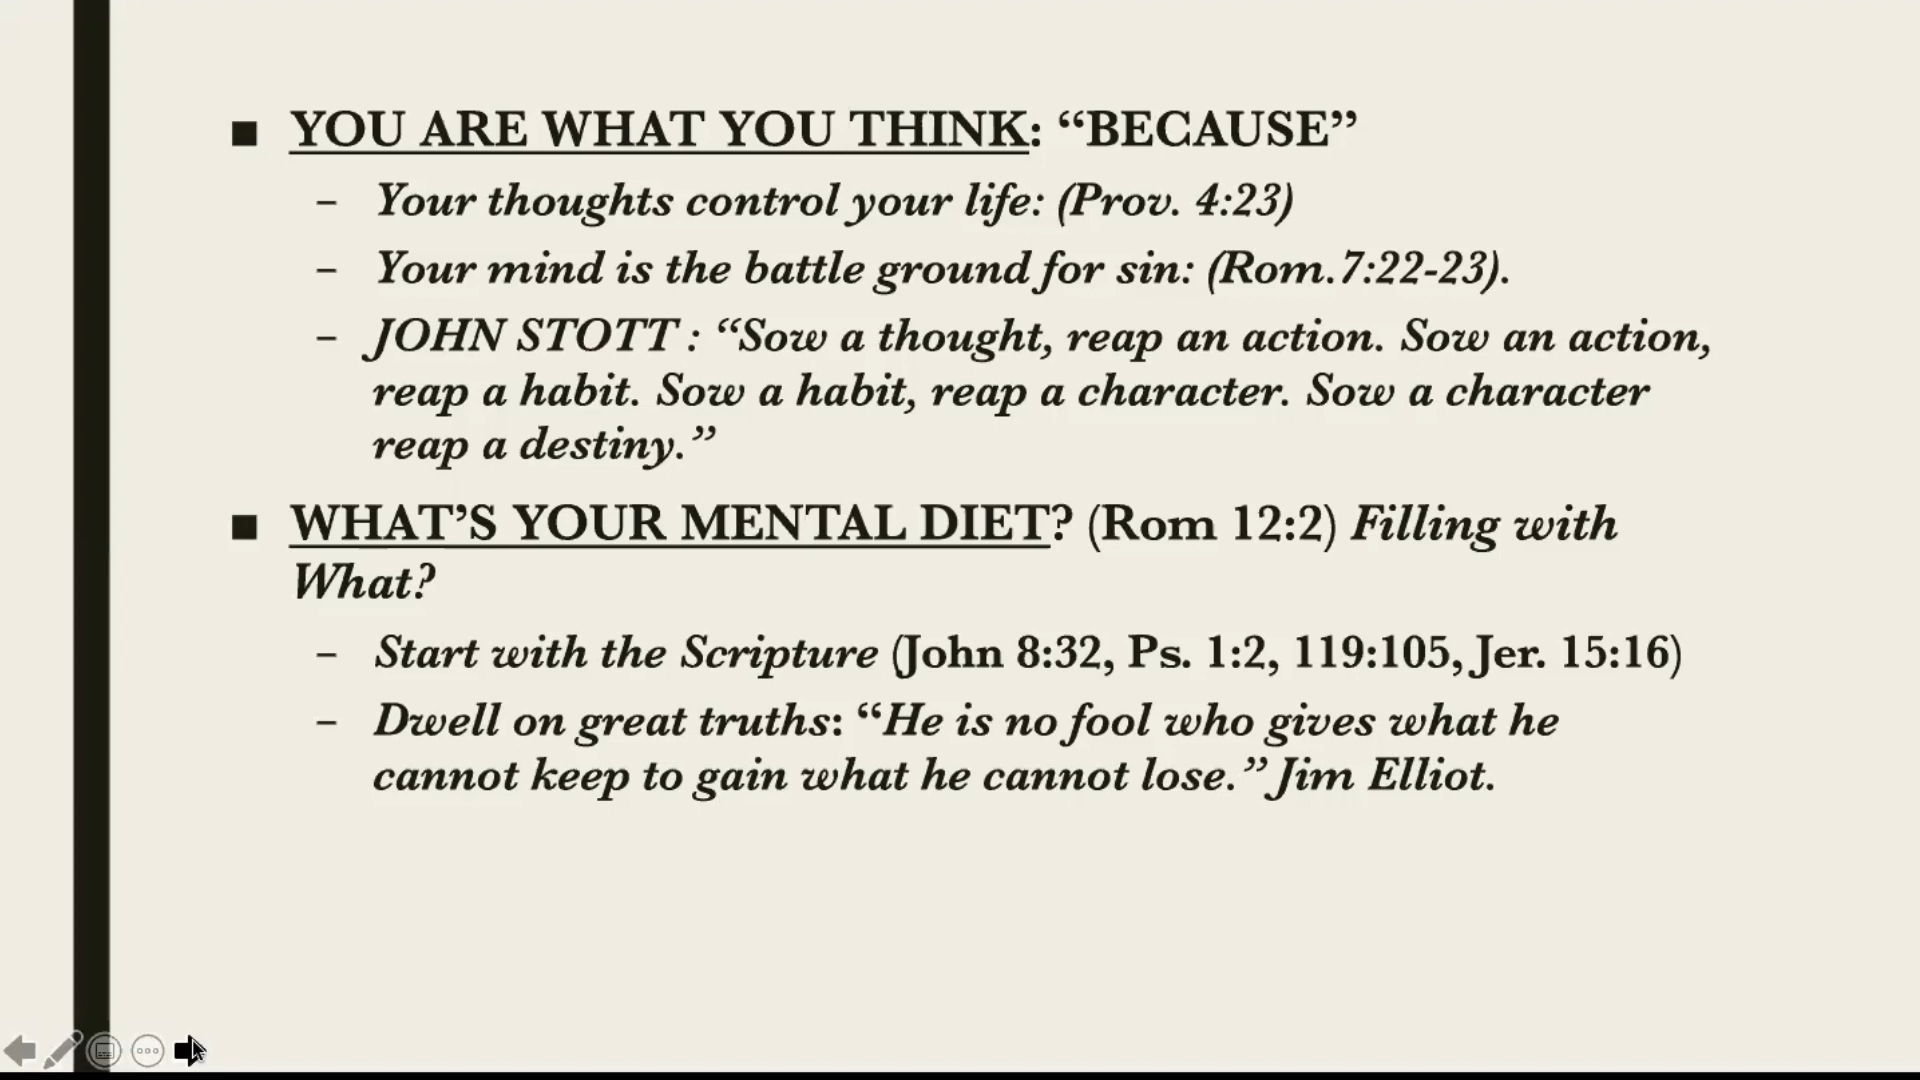 ■ YOU ARE WHAT YOU THINK: “BECAUSE”
– Your thoughts control your life: (Prov. 4:23)
– Your mind is the battle ground for sin: (Rom.7:22-23).
– JOHN STOTT : “Sow a thought, reap an action. Sow an action,
reap a habit. Sow a habit, reap a character. Sow a character
reap a destiny.”
■ WHAT’S YOUR MENTAL DIET? (Rom 12:2) Filling with
What?
– Start with the Scripture (John 8:32, Ps. 1:2, 119:105, Jer. 15:16)
– Dwell on great truths: “He is no fool who gives what he
cannot keep to gain what he cannot lose.” Jim Elliot.